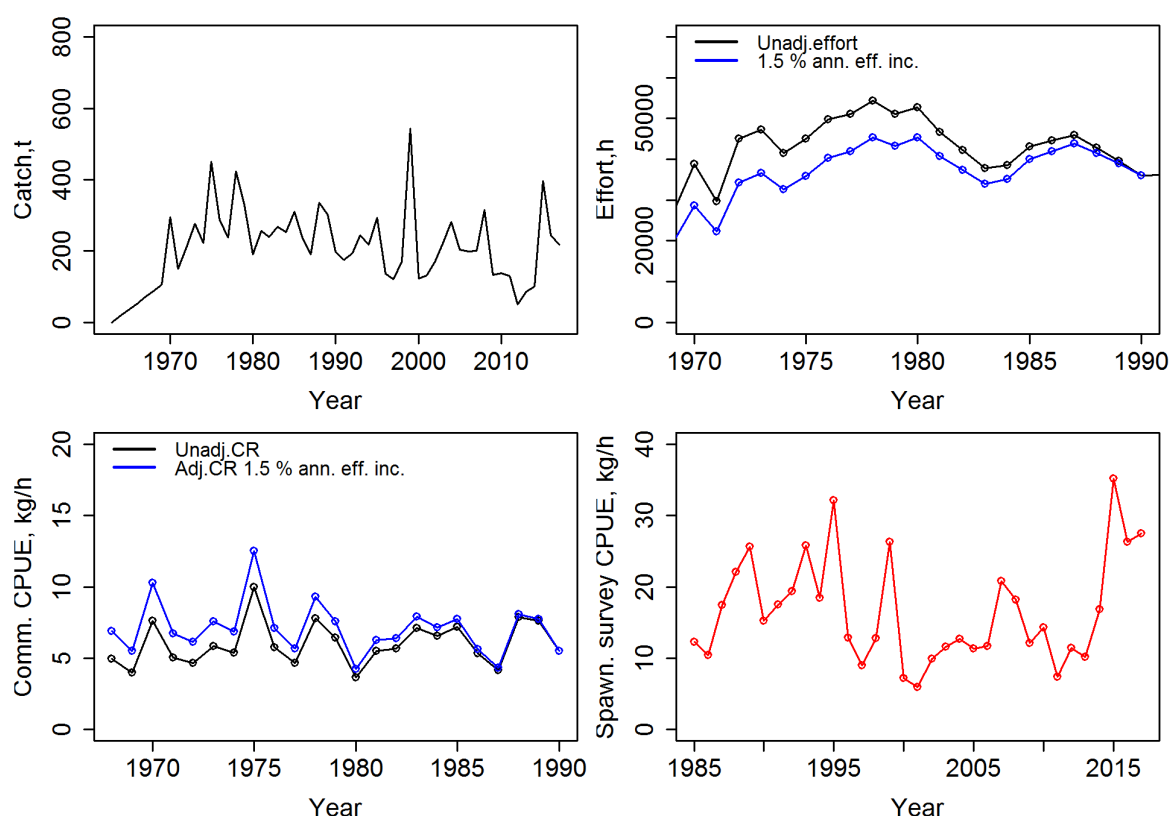 Catch,t
800
600
400
200
0
1970 1980 1990 2000 2010
Year
Effort,h
50000
20000
0
Unadj.effort
1.5 % ann. eff. inc.
1970 1975 1980 1985 1990
Year
Comm. CPUE, kg/h
20
15
10
5
0
Unadj.CR
Adj.CR 1.5 % ann. eff. inc.
1970 1975 1980 1985 1990
Year
Spawn. survey CPUE, kg/h
40
30
20
10
0
1985 1995 2005 2015
Year